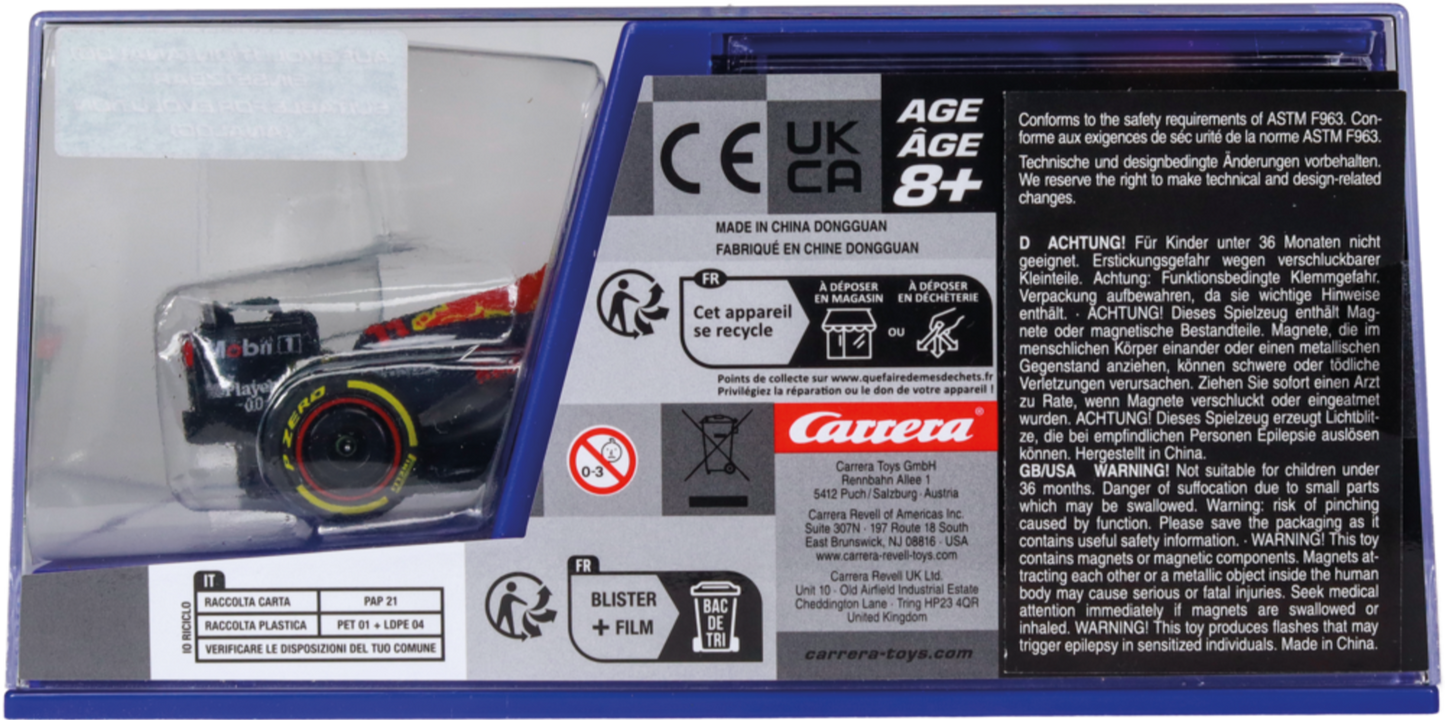 Mobil 1
Player
P ZERO
PIRELLI
CE
UK
CA
AGE
ÂGE
8+
MADE IN CHINA DONGGUAN
FABRIQUÉ EN CHINE DONGGUAN
FR
Cet appareil
se recycle
À DÉPOSER
EN MAGASIN
OU
À DÉPOSER
EN DÉCHÈTERIE
Points de collecte sur www.quefairedemesdechets.fr
Privilégiez la réparation ou le don de votre appareil !
0-3
Carrera®
Carrera Toys GmbH
Rennbahn Allee 1
5412 Puch/Salzburg · Austria
Carrera Revell of Americas Inc.
Suite 307N · 197 Route 18 South
East Brunswick, NJ 08816 · USA
www.carrera-revell-toys.com
Carrera Revell UK Ltd.
Unit 10 · Old Airfield Industrial Estate
Cheddington Lane · Tring HP23 4QR
United Kingdom
carrera-toys.com
IO RICICLO
IT
RACCOLTA CARTA PAP 21
RACCOLTA PLASTICA PET 01 + LDPE 04
VERIFICARE LE DISPOSIZIONI DEL TUO COMUNE
FR
BLISTER
+ FILM
BAC
DE
TRI
Conforms to the safety requirements of ASTM F963. Con-
forme aux exigences de séc urité de la norme ASTM F963.
Technische und designbedingte Änderungen vorbehalten.
We reserve the right to make technical and design-related
changes.
D ACHTUNG! Für Kinder unter 36 Monaten nicht
geeignet. Erstickungsgefahr wegen verschluckbarer
Kleinteile. Achtung: Funktionsbedingte Klemmgefahr.
Verpackung aufbewahren, da sie wichtige Hinweise
enthält. · ACHTUNG! Dieses Spielzeug enthält Mag-
nete oder magnetische Bestandteile. Magnete, die im
menschlichen Körper einander oder einen metallischen
Gegenstand anziehen, können schwere oder tödliche
Verletzungen verursachen. Ziehen Sie sofort einen Arzt
zu Rate, wenn Magnete verschluckt oder eingeatmet
wurden. ACHTUNG! Dieses Spielzeug erzeugt Lichtblit-
ze, die bei empfindlichen Personen Epilepsie auslösen
können. Hergestellt in China.
GB/USA WARNING! Not suitable for children under
36 months. Danger of suffocation due to small parts
which may be swallowed. Warning: risk of pinching
caused by function. Please save the packaging as it
contains useful safety information. · WARNING! This toy
contains magnets or magnetic components. Magnets at-
tracting each other or a metallic object inside the human
body may cause serious or fatal injuries. Seek medical
attention immediately if magnets are swallowed or
inhaled. WARNING! This toy produces flashes that may
trigger epilepsy in sensitized individuals. Made in China.